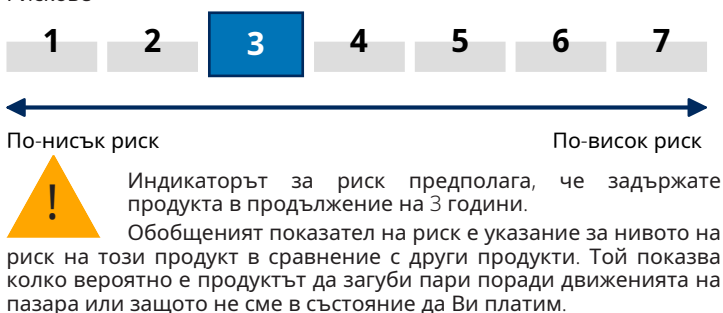 1 2 3 4 5 6 7
По-нисък риск По-висок риск
!
Индикаторът за риск предполага, че задържате
продукта в продължение на 3 години.
Обобщеният показател на риск е указание за нивото на
риск на този продукт в сравнение с други продукти. Той показва
колко вероятно е продуктът да загуби пари поради движенията на
пазара или защото не сме в състояние да Ви платим.